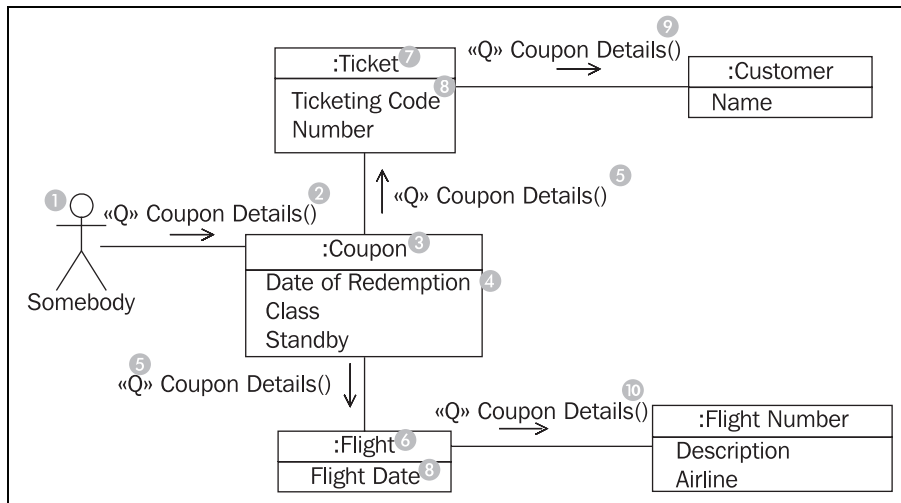 9
«Q» Coupon Details()
:Ticket 7
:Customer
Ticketing Code 8
Name
Number
1
2
«Q» Coupon Details()
5
«Q» Coupon Details()
:Coupon 3
Date of Redemption 4
Class
Standby
Somebody
5
«Q» Coupon Details()
10
«Q» Coupon Details()
:Flight Number
:Flight 6
Description
Flight Date 8
Airline